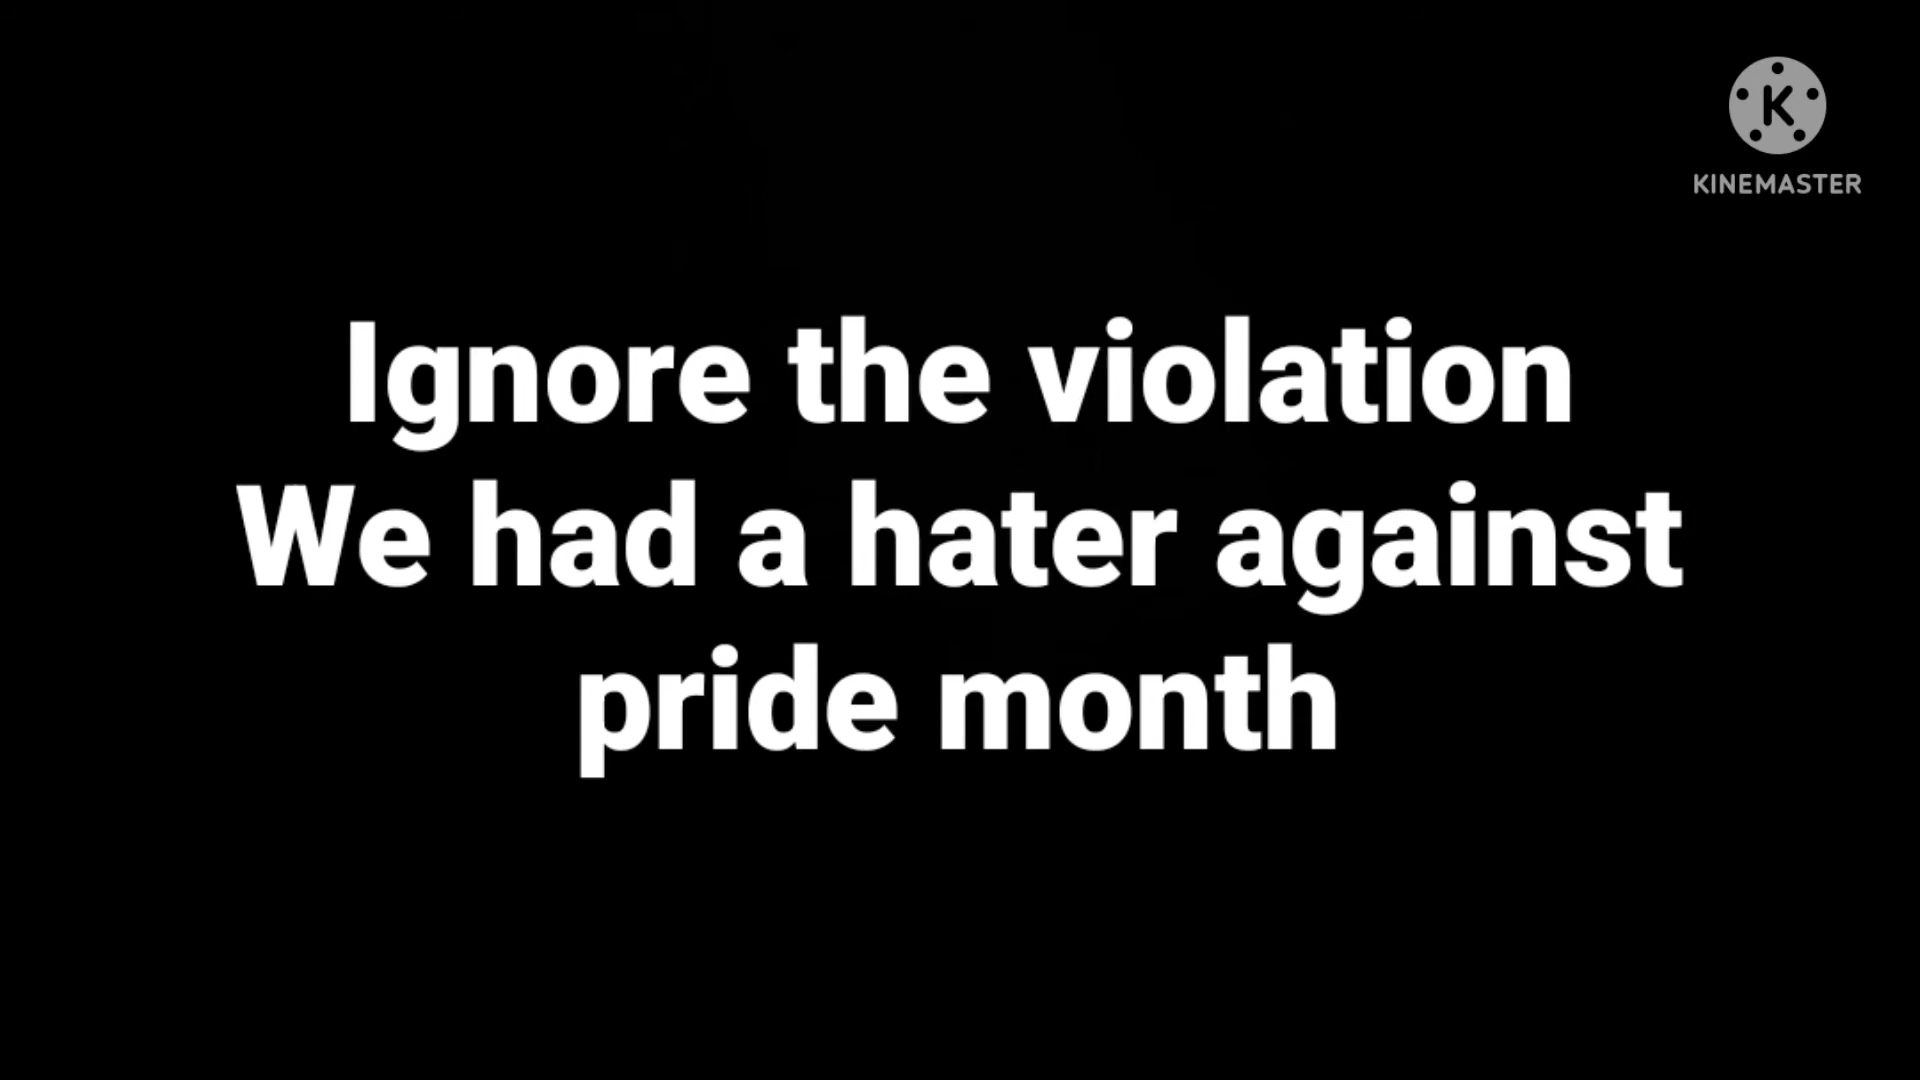 K
KINEMASTER
Ignore the violation
We had a hater against
pride month